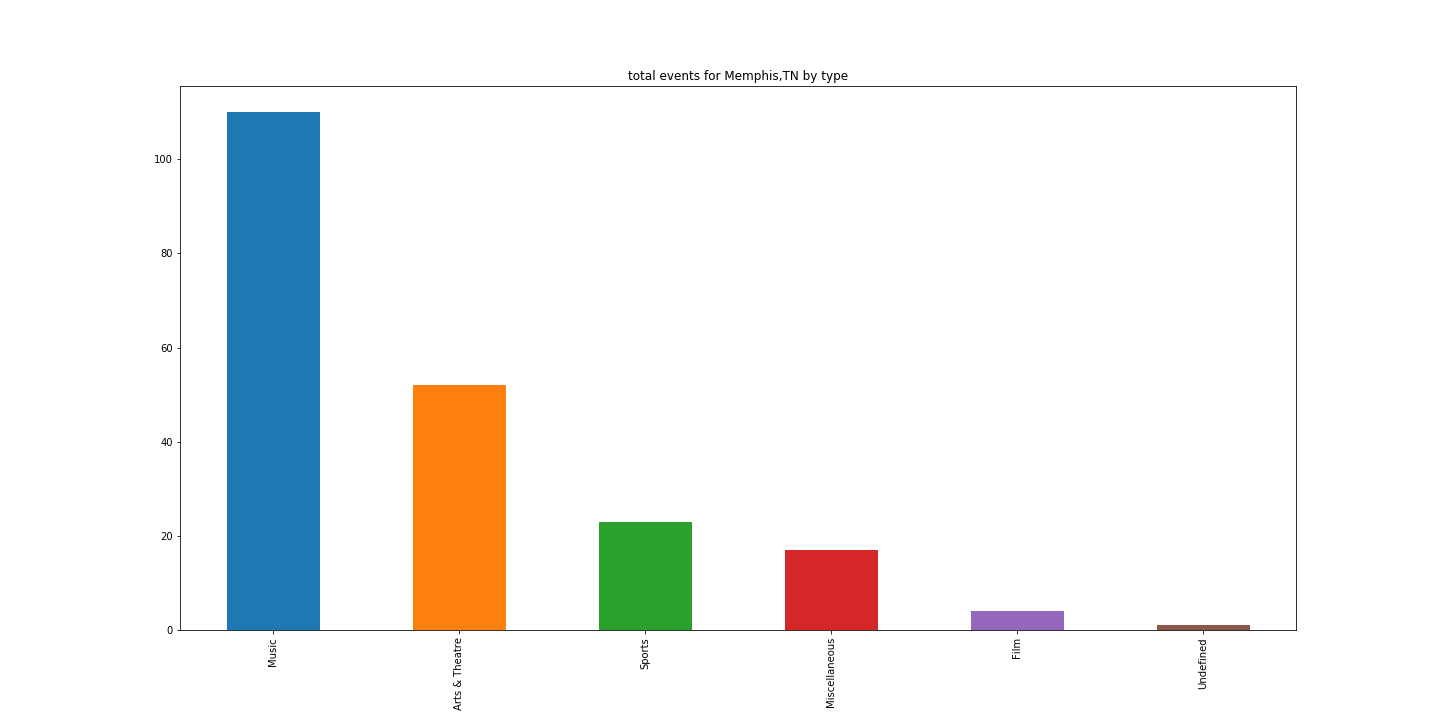 total events for Memphis,TN by type
100
80
60
40
20
0
Music
Arts & Theatre
Sports
Miscellaneous
Film
Undefined